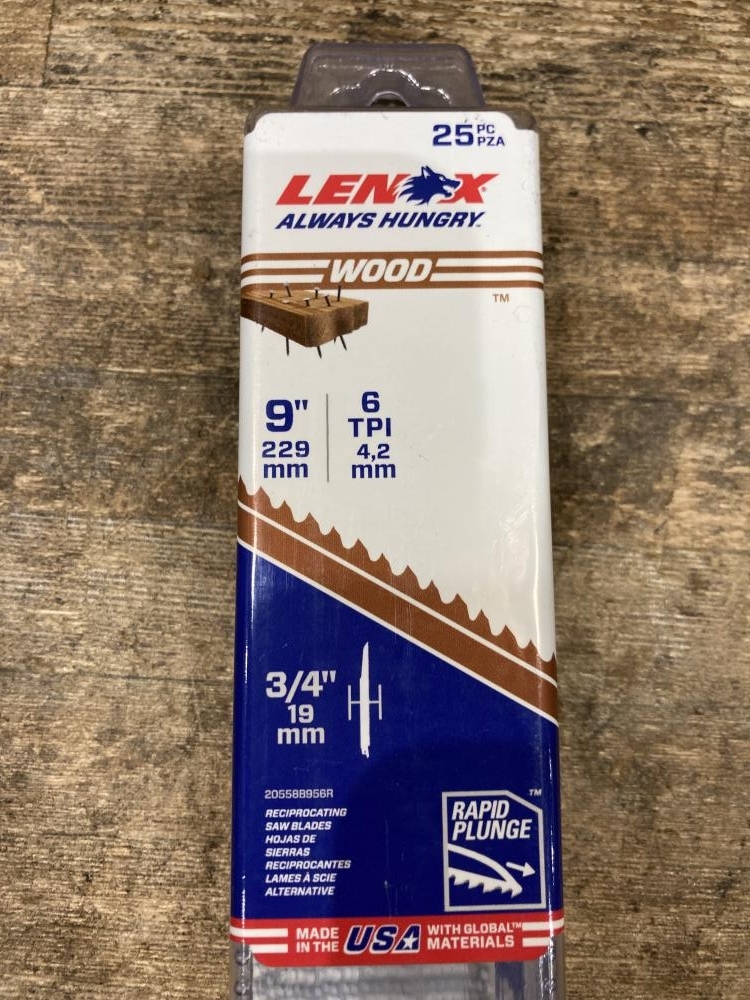 25 PC
PZA
LENOX®
ALWAYS HUNGRY™
WOOD
TM
9"
229
mm
6
TPI
4,2
mm
3/4"
19
mm
20558B956R
RECIPROCATING
SAW BLADES
HOJAS DE
SIERRAS
RECIPROCANTES
LAMES À SCIE
ALTERNATIVE
RAPID
PLUNGE
TM
MADE
IN THE
USA
WITH GLOBAL™
MATERIALS